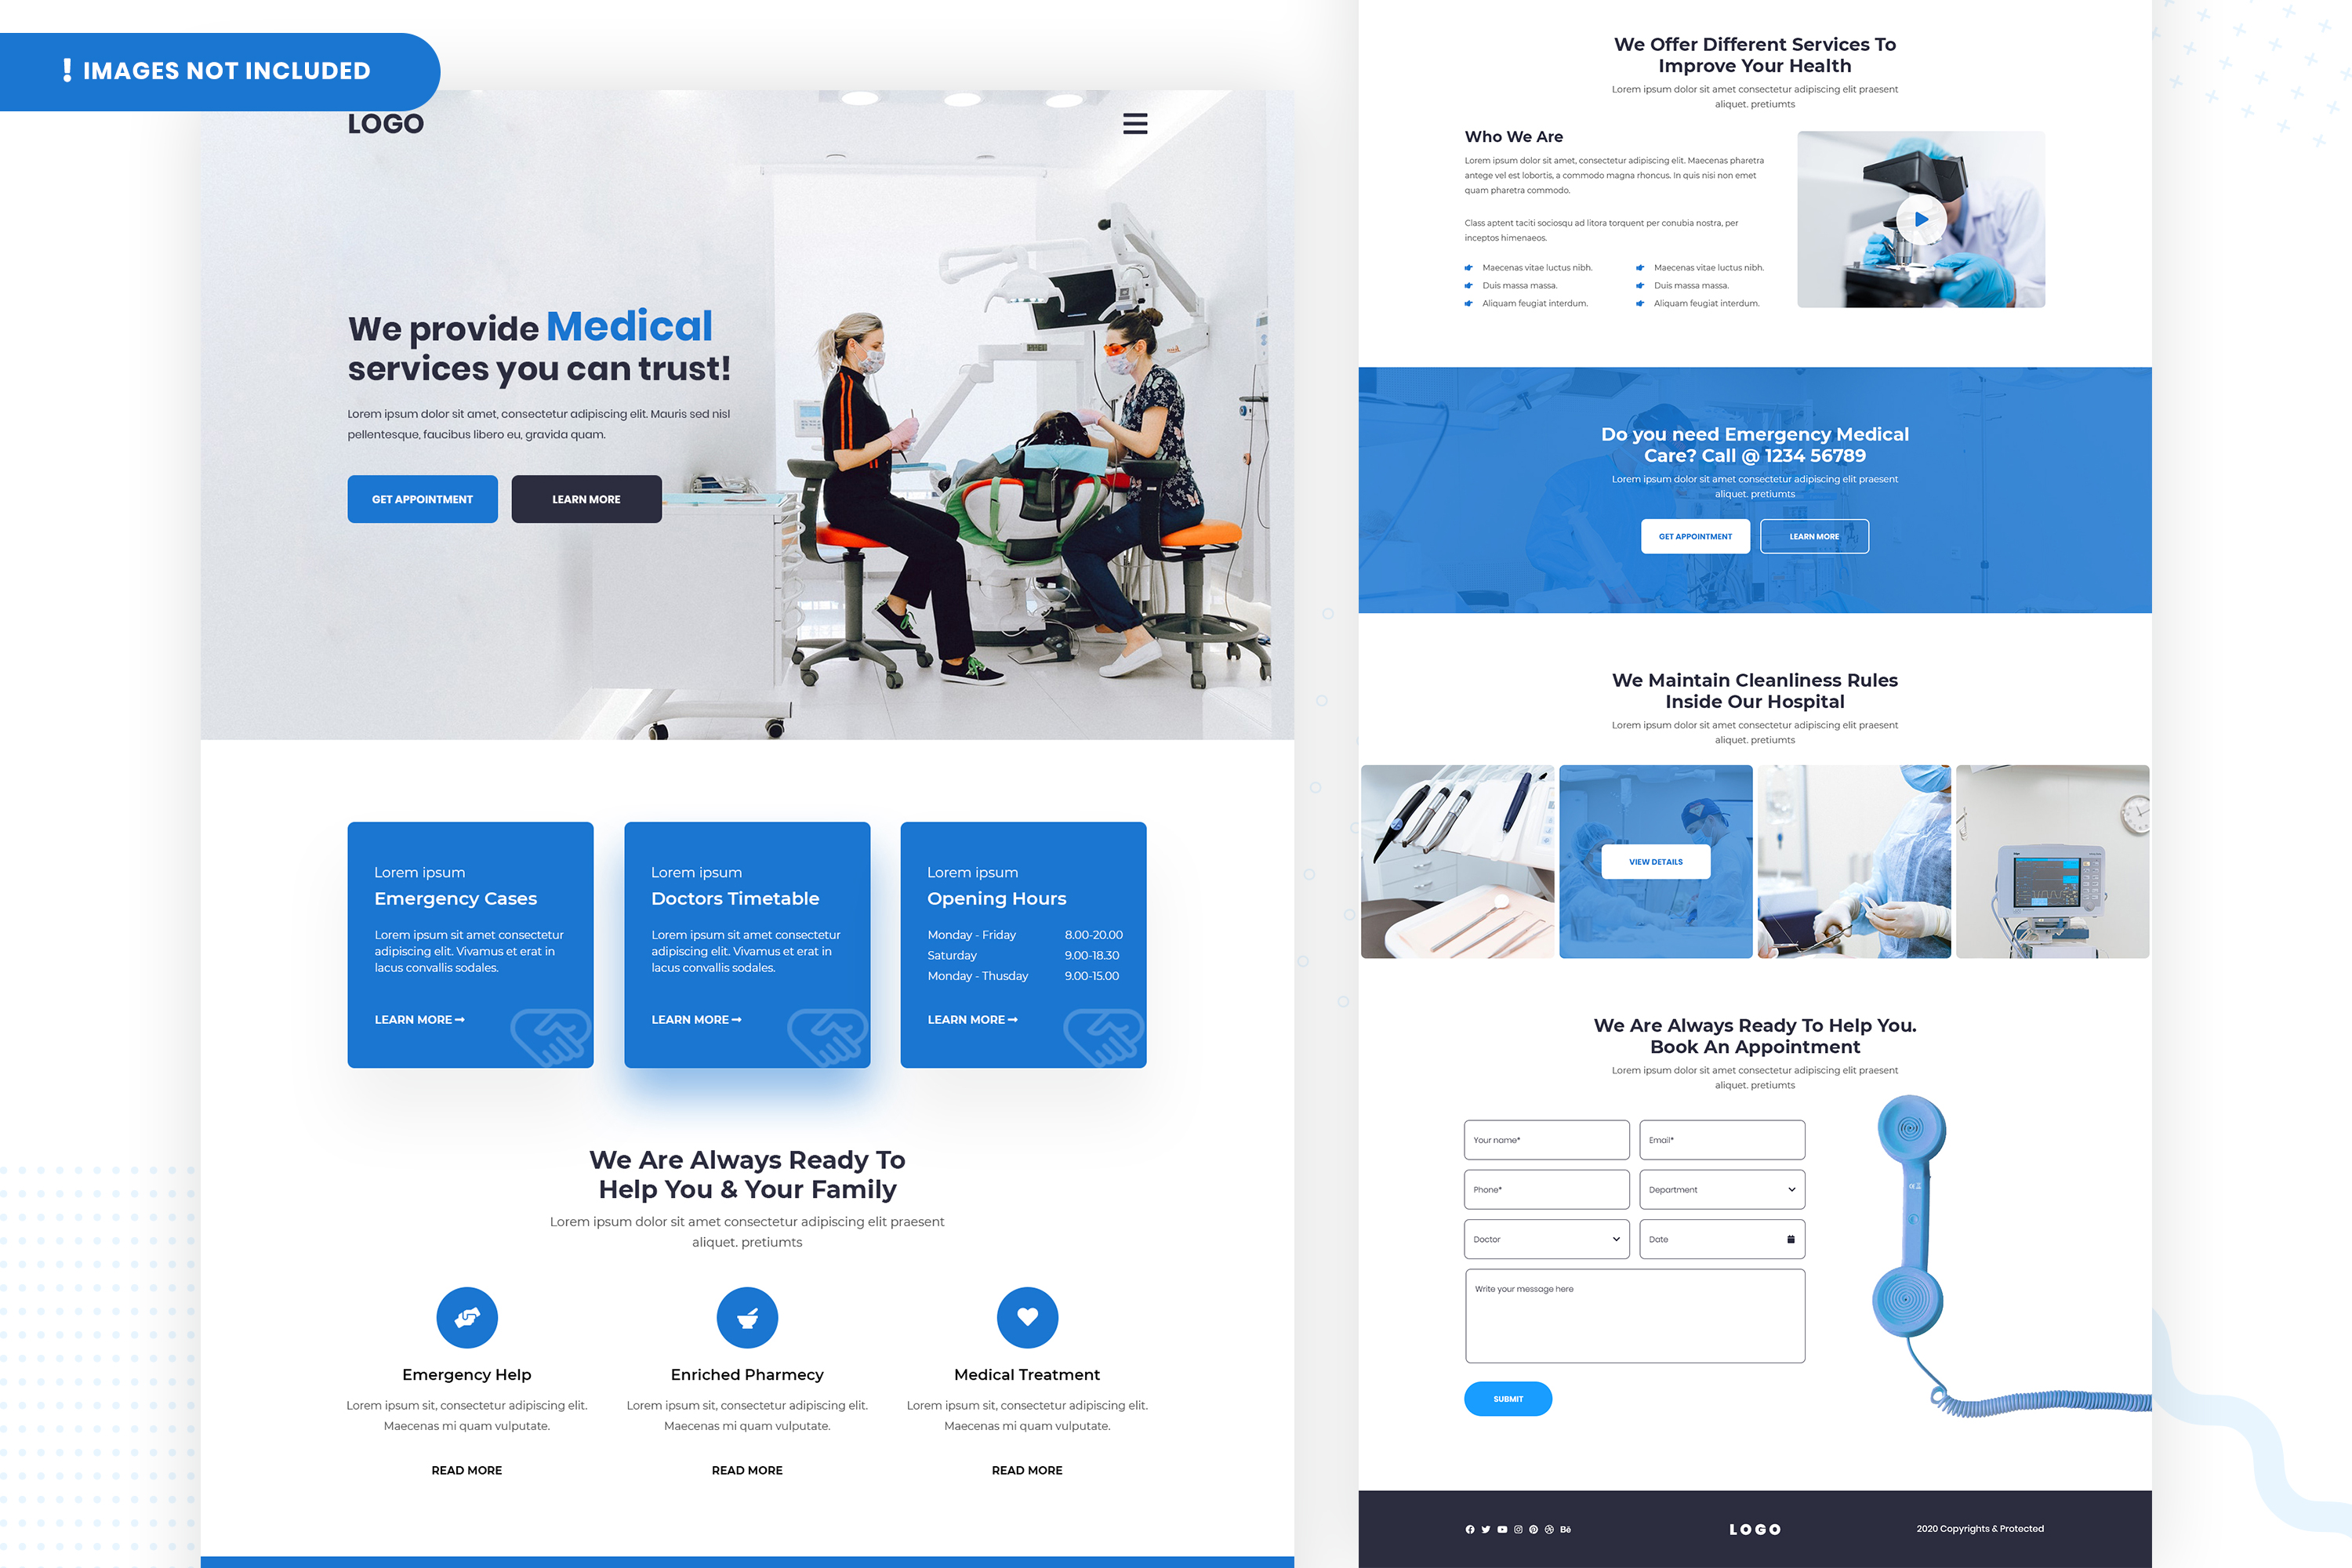 ! IMAGES NOT INCLUDED
LOGO
We provide Medical
services you can trust!
Lorem ipsum dolor sit amet, consectetur adipiscing elit. Mauris sed nisl
pellentesque, faucibus libero eu, gravida quam.
GET APPOINTMENT
LEARN MORE
Lorem ipsum
Emergency Cases
Lorem ipsum sit amet consectetur
adipiscing elit. Vivamus et erat in
lacus convallis sodales.
LEARN MORE
Lorem ipsum
Doctors Timetable
Lorem ipsum sit amet consectetur
adipiscing elit. Vivamus et erat in
lacus convallis sodales.
LEARN MORE
Lorem ipsum
Opening Hours
Monday - Friday 8.00-20.00
Saturday 9.00-18.30
Monday - Thusday 9.00-15.00
LEARN MORE
We Are Always Ready To
Help You & Your Family
Lorem ipsum dolor sit amet consectetur adipiscing elit praesent
aliquet. pretiumts
Emergency Help
Lorem ipsum sit, consectetur adipiscing elit.
Maecenas mi quam vulputate.
READ MORE
Enriched Pharmecy
Lorem ipsum sit, consectetur adipiscing elit.
Maecenas mi quam vulputate.
READ MORE
Medical Treatment
Lorem ipsum sit, consectetur adipiscing elit.
Maecenas mi quam vulputate.
READ MORE
We Offer Different Services To
Improve Your Health
Lorem ipsum dolor sit amet consectetur adipiscing elit praesent
aliquet. pretiumts
Who We Are
Lorem ipsum dolor sit amet, consectetur adipiscing elit. Maecenas pharetra
antege vel est lobortis, a commodo magna rhoncus. In quis nisi non emet
quam pharetra commodo.
Class aptent taciti sociosqu ad litora torquent per conubia nostra, per
inceptos himenaeos.
Maecenas vitae luctus nibh.
Duis massa massa.
Aliquam feugiat interdum.
Maecenas vitae luctus nibh.
Duis massa massa.
Aliquam feugiat interdum.
Do you need Emergency Medical
Care? Call @ 1234 56789
Lorem ipsum dolor sit amet consectetur adipiscing elit praesent
aliquet. pretiumts
GET APPOINTMENT
LEARN MORE
We Maintain Cleanliness Rules
Inside Our Hospital
Lorem ipsum dolor sit amet consectetur adipiscing elit praesent
aliquet. pretiumts
VIEW DETAILS
We Are Always Ready To Help You.
Book An Appointment
Lorem ipsum dolor sit amet consectetur adipiscing elit praesent
aliquet. pretiumts
Your name*
Email*
Phone*
Department
Doctor
Date
Write your message here
SUBMIT
Bē
LOGO
2020 Copyrights & Protected